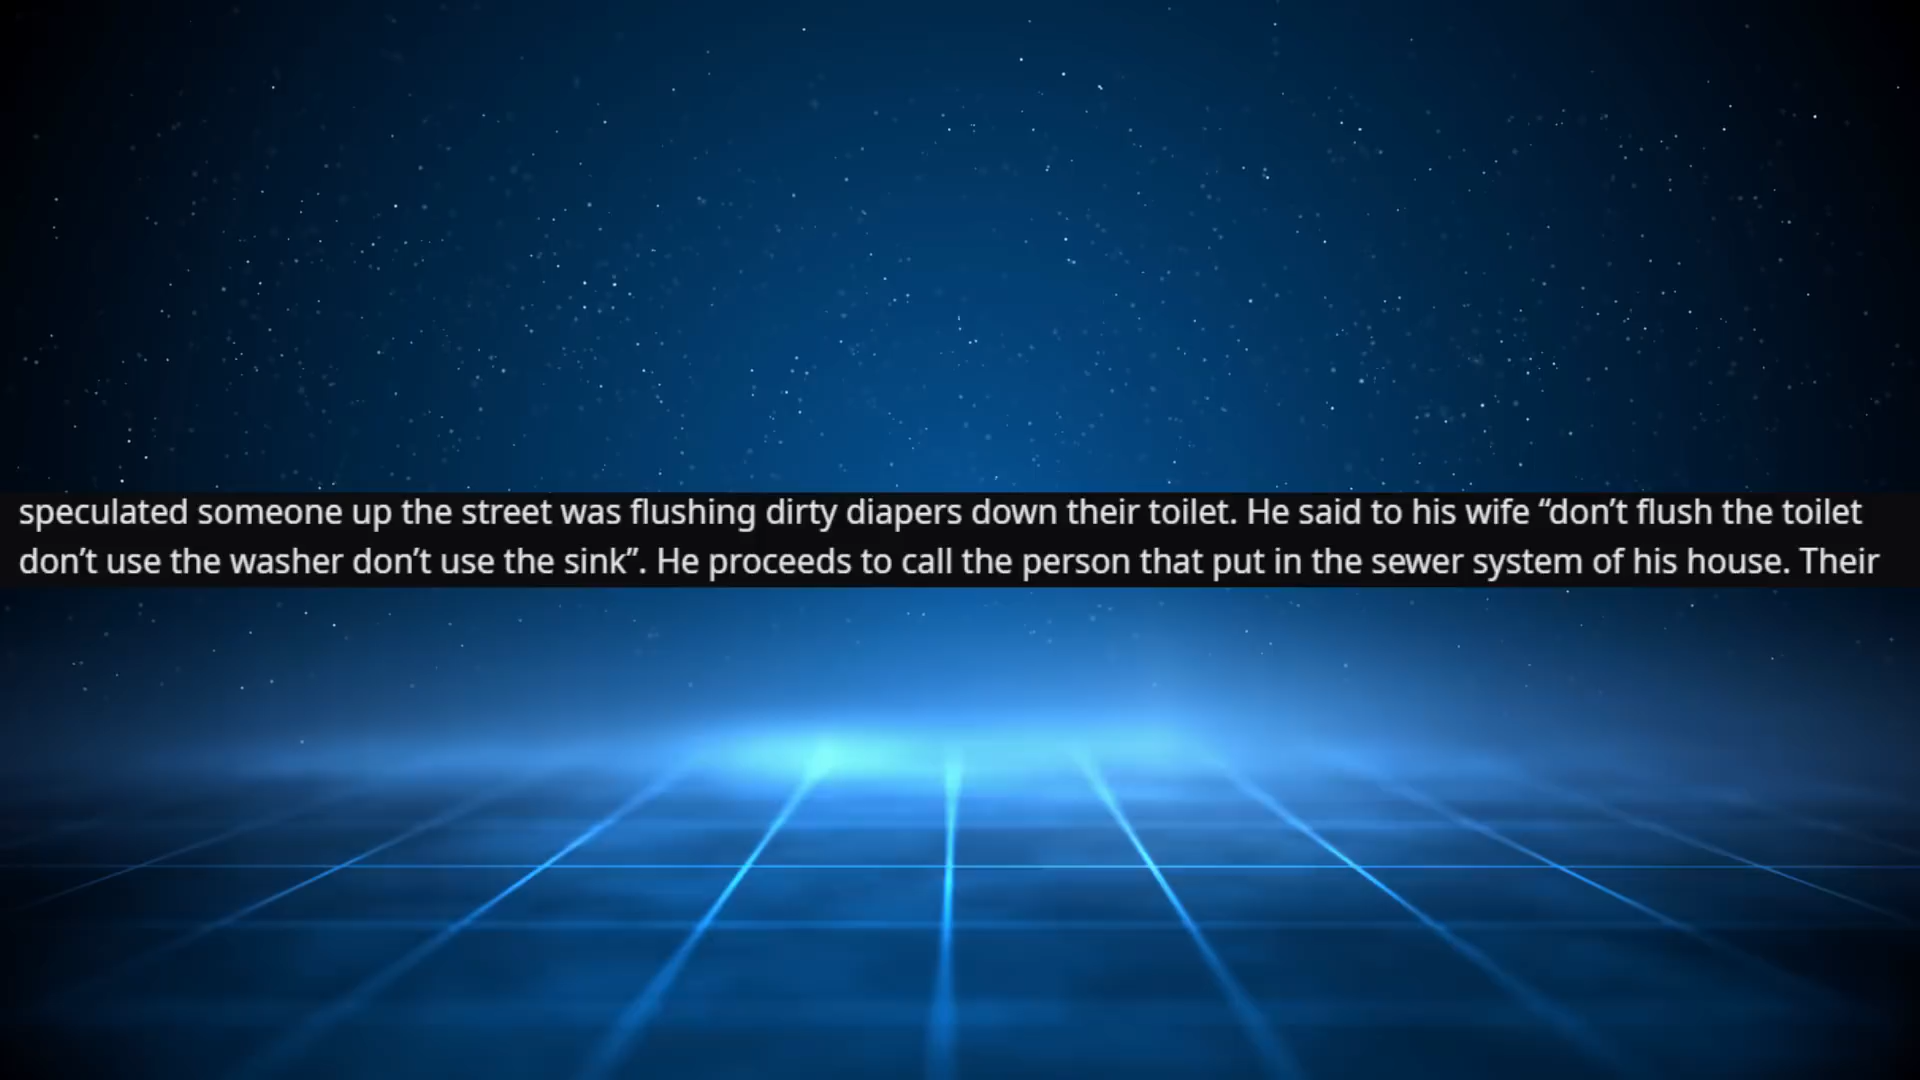 speculated someone up the street was flushing dirty diapers down their toilet. He said to his wife “don’t flush the toilet
don’t use the washer don’t use the sink”. He proceeds to call the person that put in the sewer system of his house. Their